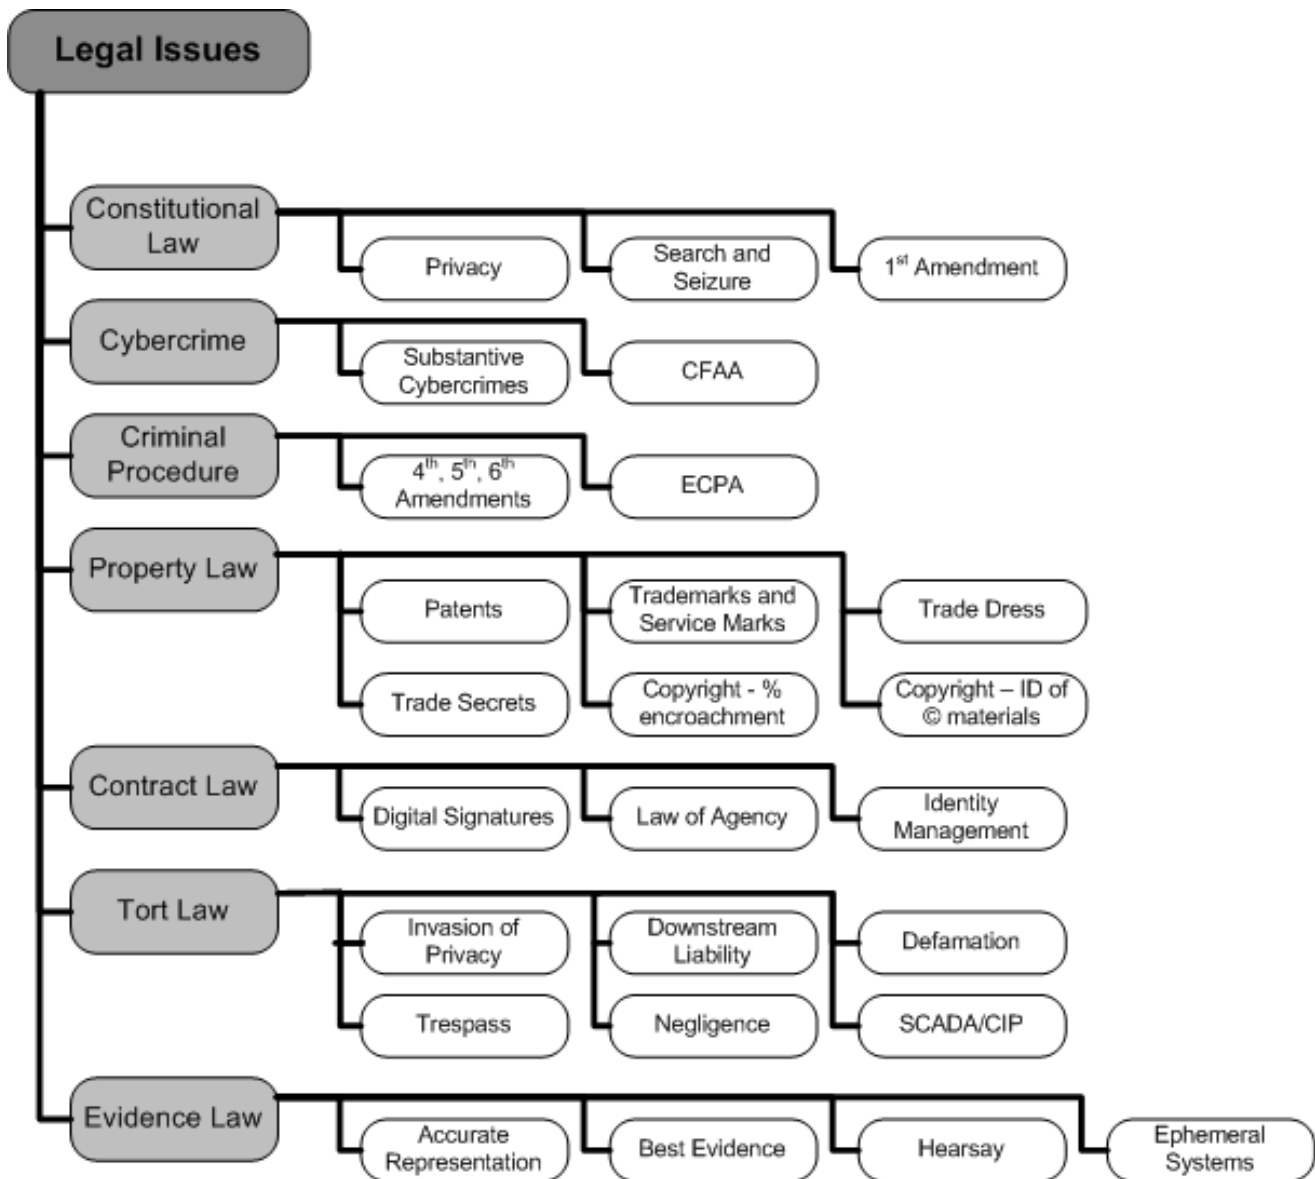 Legal Issues
Constitutional
Law
Privacy
Search and
Seizure
1st Amendment
Cybercrime
Substantive
Cybercrimes
CFAA
Criminal
Procedure
4th, 5th, 6th
Amendments
ECPA
Property Law
Patents
Trademarks and
Service Marks
Trade Dress
Trade Secrets
Copyright - %
encroachment
Copyright – ID of
© materials
Contract Law
Digital Signatures
Law of Agency
Identity
Management
Tort Law
Invasion of
Privacy
Downstream
Liability
Defamation
Trespass
Negligence
SCADA/CIP
Evidence Law
Accurate
Representation
Best Evidence
Hearsay
Ephemeral
Systems